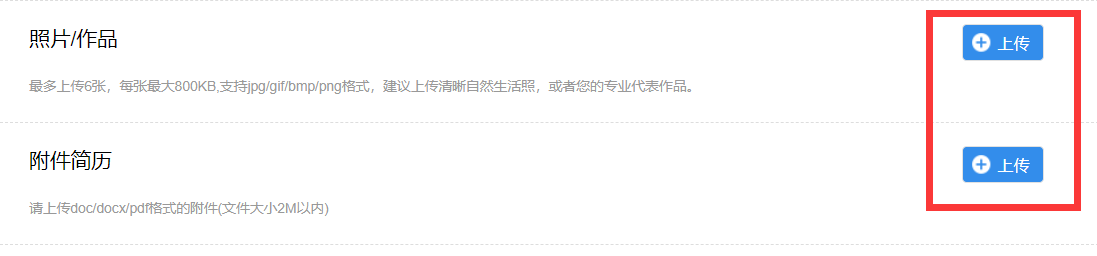 照片/作品
上传
最多上传6张，每张最大800KB,支持jpg/gif/bmp/png格式，建议上传清晰自然生活照，或者您的专业代表作品。
附件简历
上传
请上传doc/docx/pdf格式的附件(文件大小2M以内)